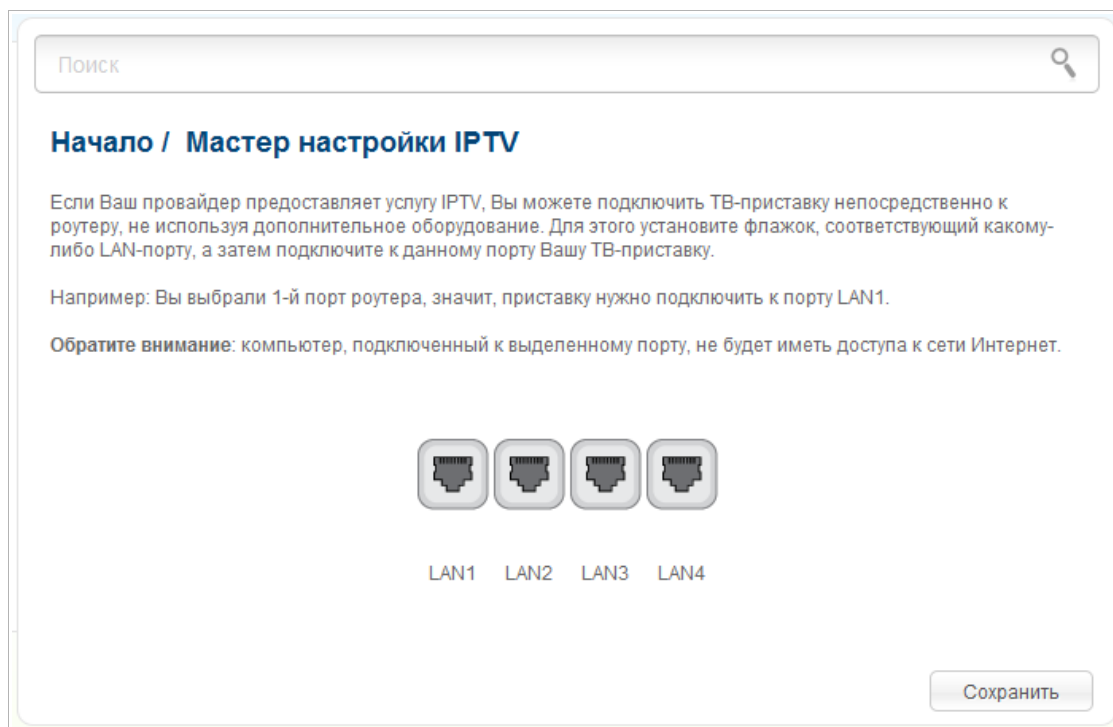 Поиск
Начало / Мастер настройки IPTV
Если Ваш провайдер предоставляет услугу IPTV, Вы можете подключить ТВ-приставку непосредственно к
роутеру, не используя дополнительное оборудование. Для этого установите флажок, соответствующий какому-
либо LAN-порту, а затем подключите к данному порту Вашу ТВ-приставку.
Например: Вы выбрали 1-й порт роутера, значит, приставку нужно подключить к порту LAN1.
Обратите внимание: компьютер, подключенный к выделенному порту, не будет иметь доступа к сети Интернет.
LAN1 LAN2 LAN3 LAN4
Сохранить